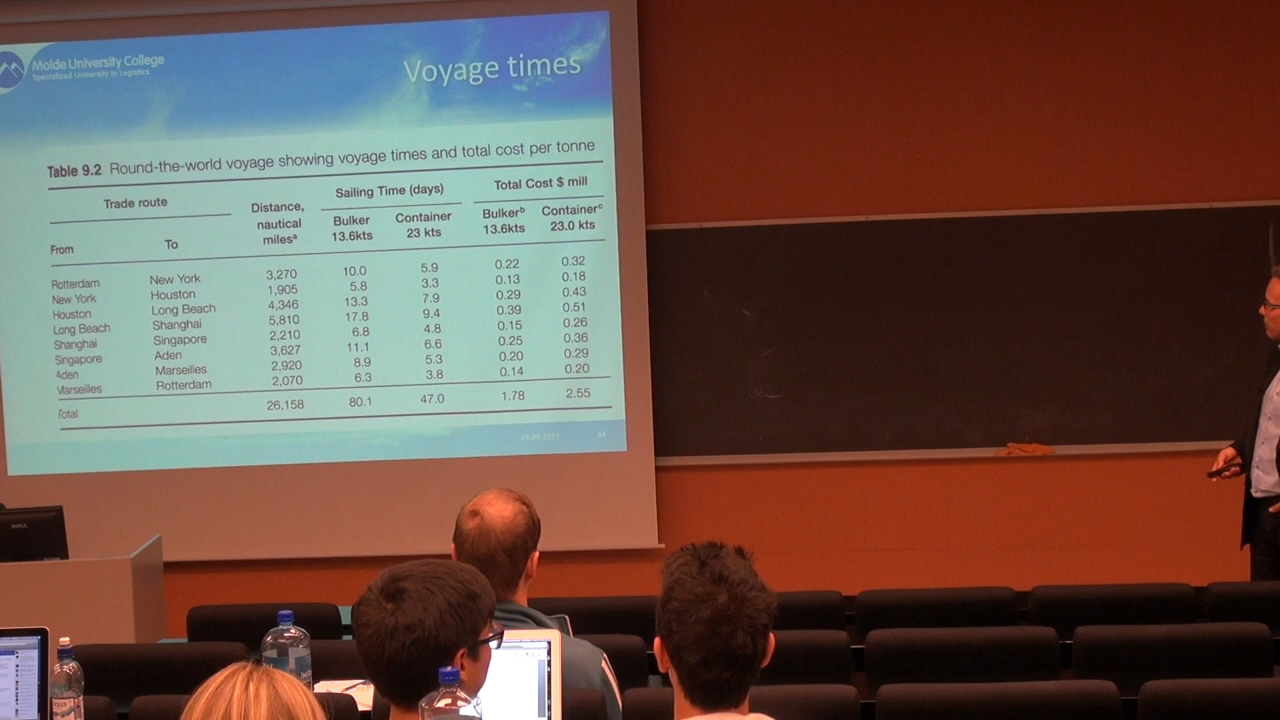 Molde University College
Specialized University in Logistics
Voyage times
Table 9.2 Round-the-world voyage showing voyage times and total cost per tonne
Trade route Distance, nautical milesª Sailing Time (days) Total Cost $ mill
From To Bulker 13.6kts Container 23 kts Bulkerᵇ 13.6kts Containerᶜ 23.0 kts
Rotterdam New York 3,270 10.0 5.9 0.22 0.32
New York Houston 1,905 5.8 3.3 0.13 0.18
Houston Long Beach 4,346 13.3 7.9 0.29 0.43
Long Beach Shanghai 5,810 17.8 9.4 0.39 0.51
Shanghai Singapore 2,210 6.8 4.8 0.15 0.26
Singapore Aden 3,627 11.1 6.6 0.25 0.36
Aden Marseilles 2,920 8.9 5.3 0.20 0.29
Marseilles Rotterdam 2,070 6.3 3.8 0.14 0.20
Total 26,158 80.1 47.0 1.78 2.55
DELL